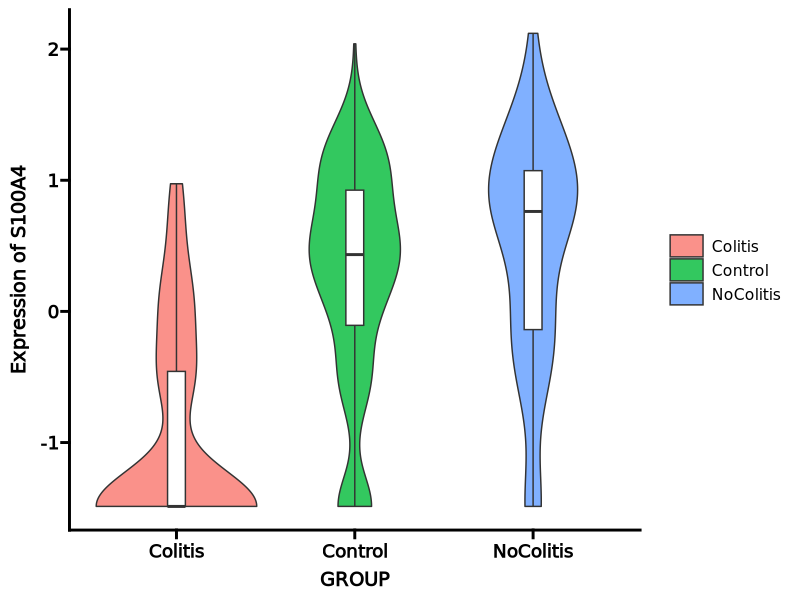 Expression of S100A4
2
1
0
-1
Colitis
Control
NoColitis
GROUP
Colitis
Control
NoColitis